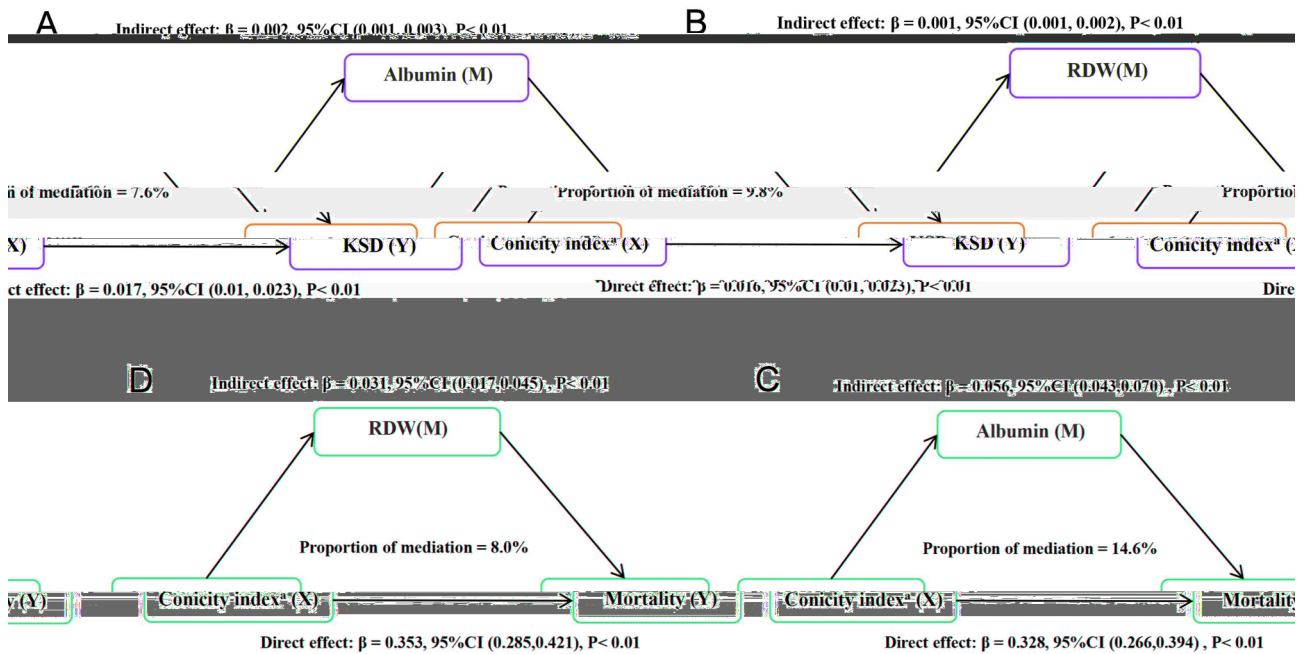 A
Indirect effect: β = 0.002, 95%CI (0.001, 0.003), P< 0.01
B
Indirect effect: β = 0.001, 95%CI (0.001, 0.002), P< 0.01
Albumin (M)
RDW(M)
n of mediation = 7.6%
Proportion of mediation = 9.8%
Proportion
X)
KSD (Y)
Conicity indexᵃ (X)
KSD (Y)
Conicity indexᵃ (X
ct effect: β = 0.017, 95%CI (0.01, 0.023), P< 0.01
Direct effect: β = 0.016, 95%CI (0.01, 0.023), P< 0.01
Dire
D
Indirect effect: β = 0.031, 95%CI (0.017,0.045) , P< 0.01
C
Indirect effect: β = 0.056, 95%CI (0.043,0.070) , P< 0.01
RDW(M)
Albumin (M)
Proportion of mediation = 8.0%
Proportion of mediation = 14.6%
(Y)
Conicity indexᵃ (X)
Mortality (Y)
Conicity indexᵃ (X)
Mortality
Direct effect: β = 0.353, 95%CI (0.285,0.421), P< 0.01
Direct effect: β = 0.328, 95%CI (0.266,0.394) , P< 0.01